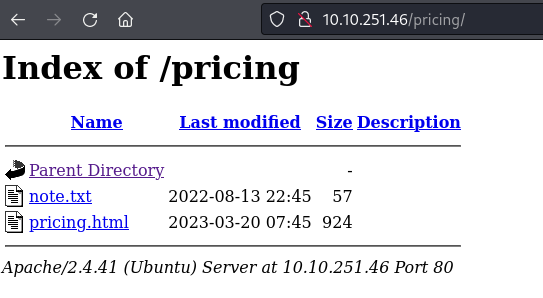 10.10.251.46/pricing/
Index of /pricing
Name Last modified Size Description
Parent Directory -
note.txt 2022-08-13 22:45 57
pricing.html 2023-03-20 07:45 924
Apache/2.4.41 (Ubuntu) Server at 10.10.251.46 Port 80